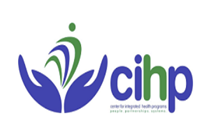 cihp
center for integrated health programs
people partnerships systems